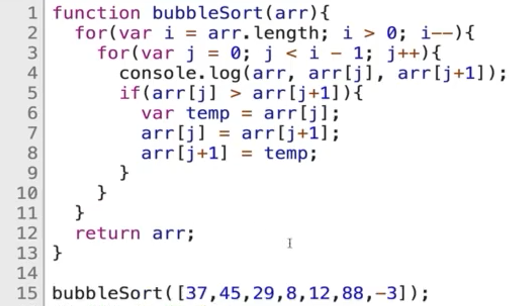 1 function bubbleSort(arr){
2   for(var i = arr.length; i > 0; i--){
3     for(var j = 0; j < i - 1; j++){
4       console.log(arr, arr[j], arr[j+1]);
5       if(arr[j] > arr[j+1]){
6         var temp = arr[j];
7         arr[j] = arr[j+1];
8         arr[j+1] = temp;
9       }
10     }
11   }
12   return arr;
13 }
14
15 bubbleSort([37,45,29,8,12,88,-3]);